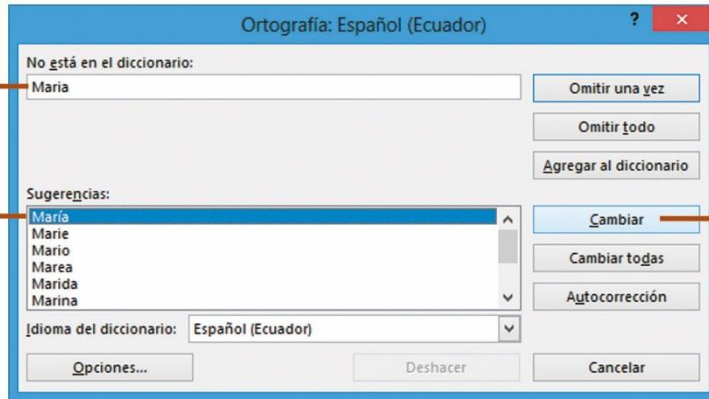 Ortografía: Español (Ecuador)
?
No está en el diccionario:
Maria
Omitir una vez
Omitir todo
Agregar al diccionario
Sugerencias:
María
Marie
Mario
Marea
Marida
Marina
Cambiar
Cambiar todas
Autocorrección
Idioma del diccionario: Español (Ecuador)
Opciones... Deshacer Cancelar